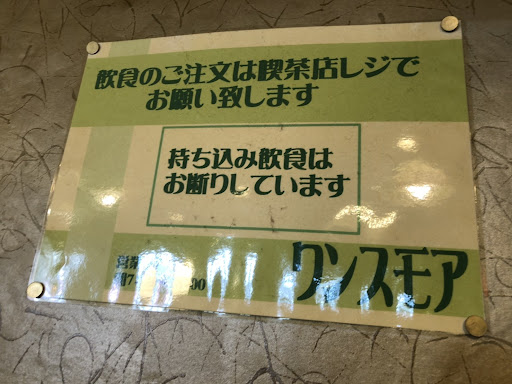 飲食のご注文は喫茶店レジで
お願い致します
持ち込み飲食は
お断りしています
ワンスモア